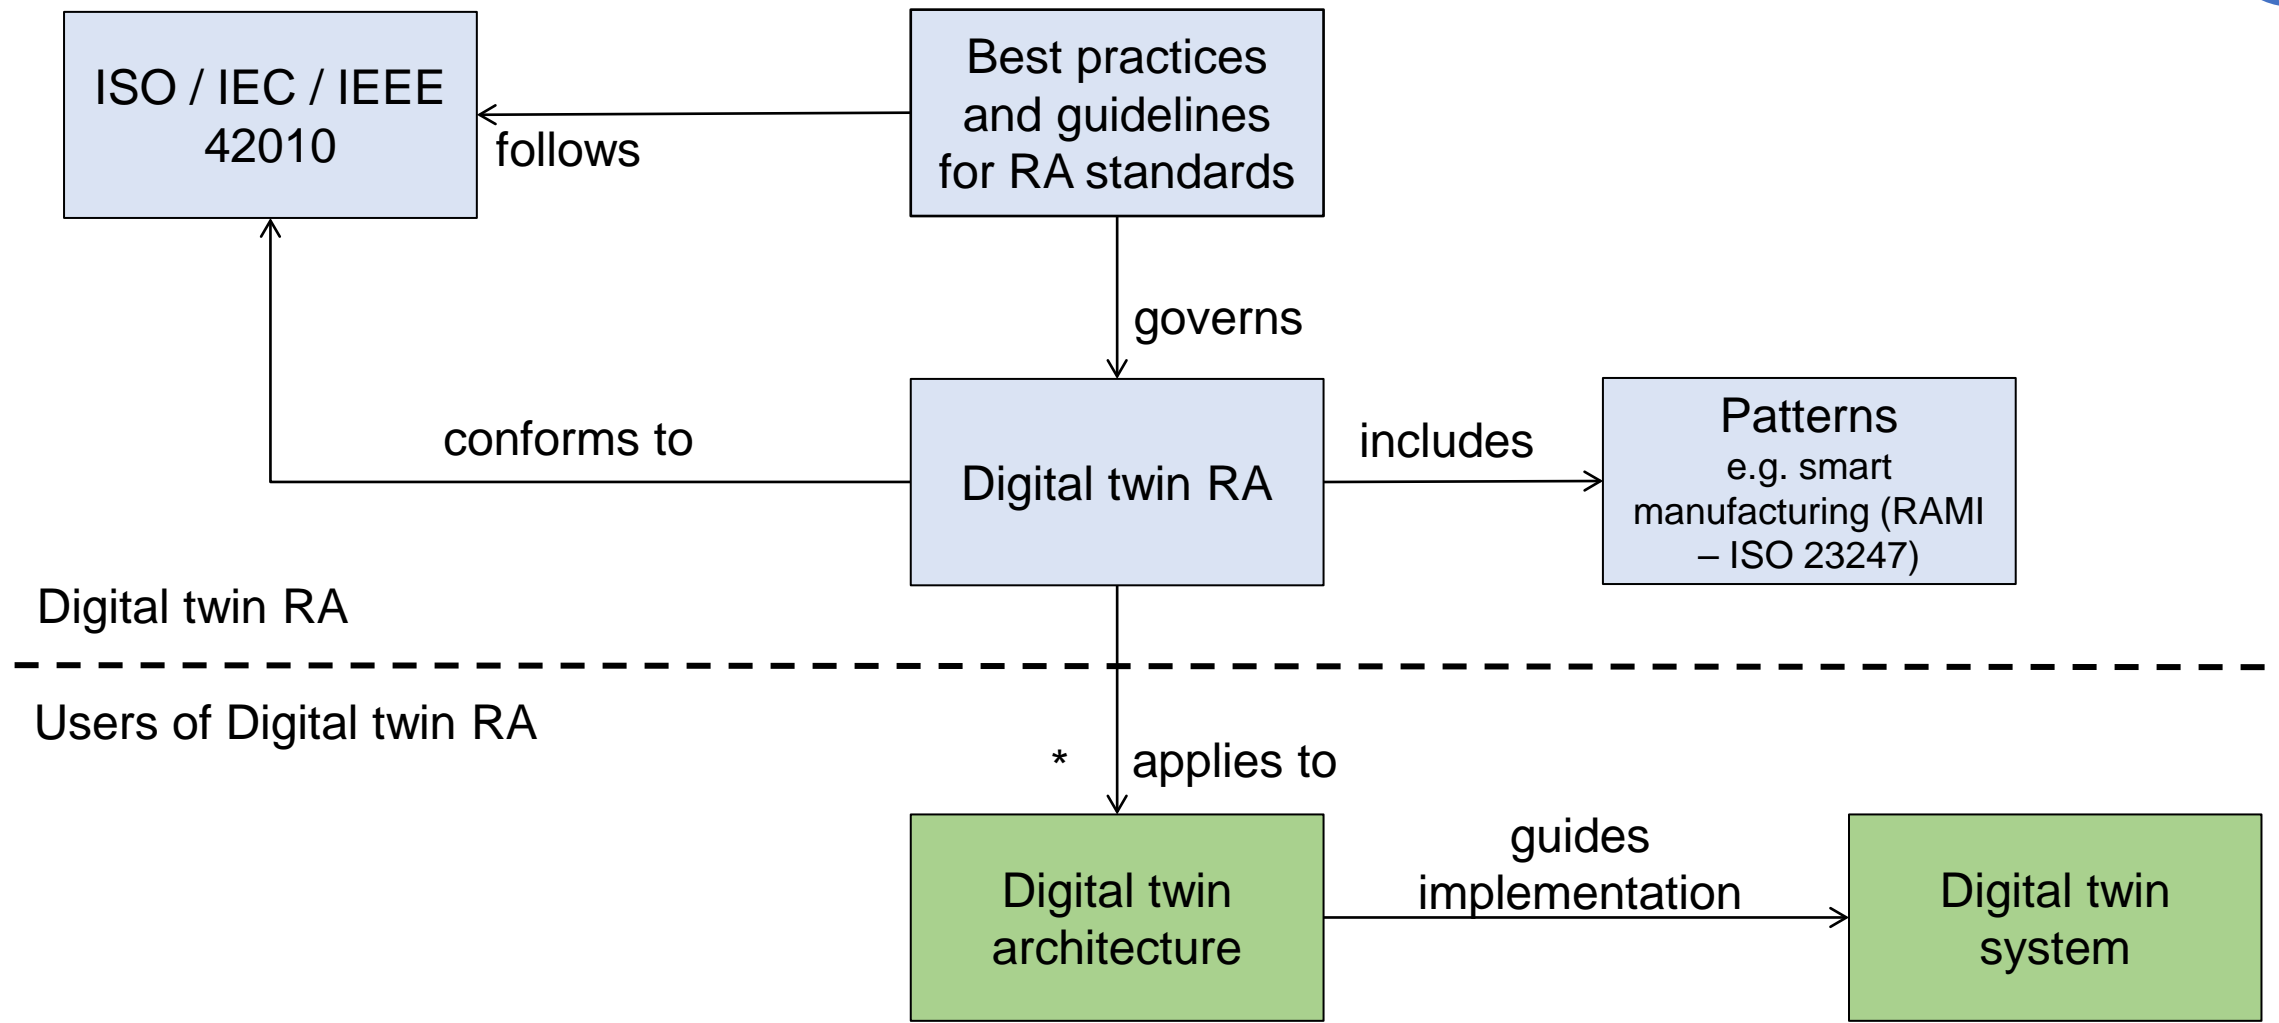 ISO / IEC / IEEE
42010
follows
Best practices
and guidelines
for RA standards
governs
conforms to
Digital twin RA
includes
Patterns
e.g. smart
manufacturing (RAMI
– ISO 23247)
Digital twin RA
Users of Digital twin RA
* applies to
Digital twin
architecture
guides
implementation
Digital twin
system